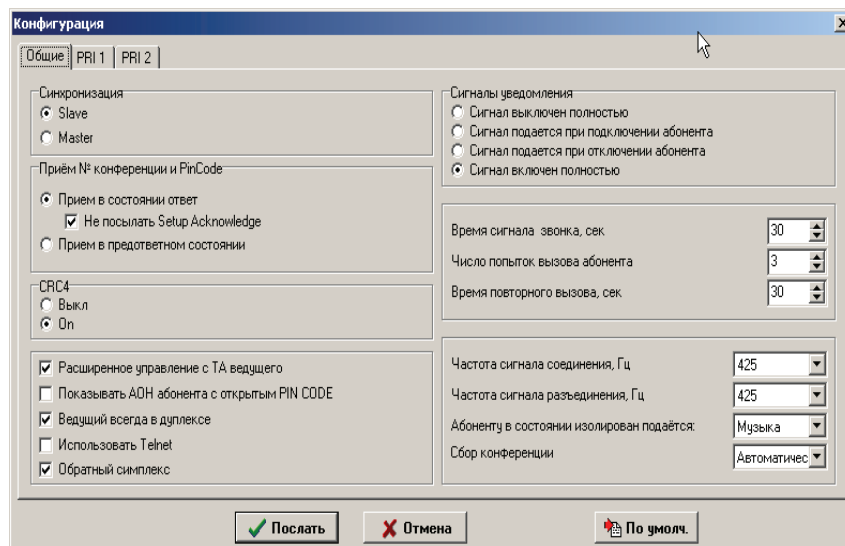 Конфигурация
Общие
PRI 1
PRI 2
Синхронизация
Slave
Master
Приём № конференции и PinCode
Прием в состоянии ответ
Не посылать Setup Acknowledge
Прием в предответном состоянии
CRC4
Выкл
On
Расширенное управление с ТА ведущего
Показывать АОН абонента с открытым PIN CODE
Ведущий всегда в дуплексе
Использовать Telnet
Обратный симплекс
Сигналы уведомления
Сигнал выключен полностью
Сигнал подается при подключении абонента
Сигнал подается при отключении абонента
Сигнал включен полностью
Время сигнала звонка, сек 30
Число попыток вызова абонента 3
Время повторного вызова, сек 30
Частота сигнала соединения, Гц 425
Частота сигнала разъединения, Гц 425
Абоненту в состоянии изолирован подаётся: Музыка
Сбор конференции Автоматичес
Послать
Отмена
По умолч.